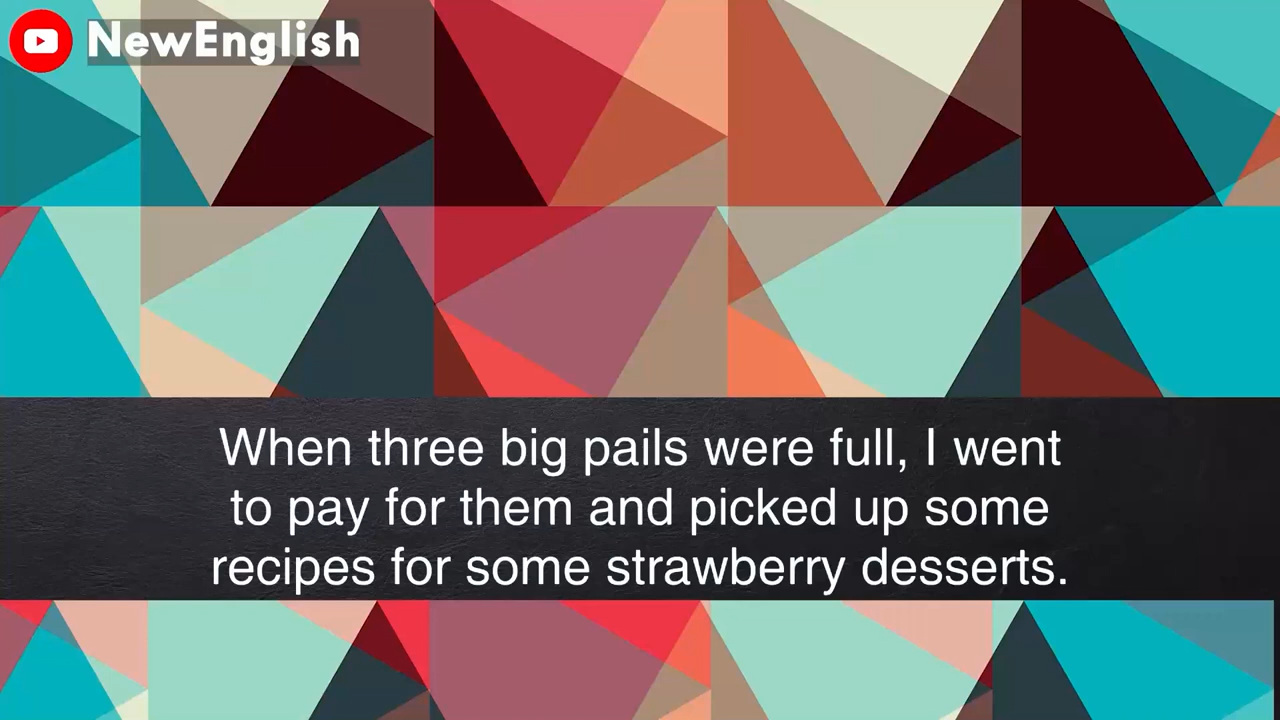 NewEnglish
When three big pails were full, I went
to pay for them and picked up some
recipes for some strawberry desserts.